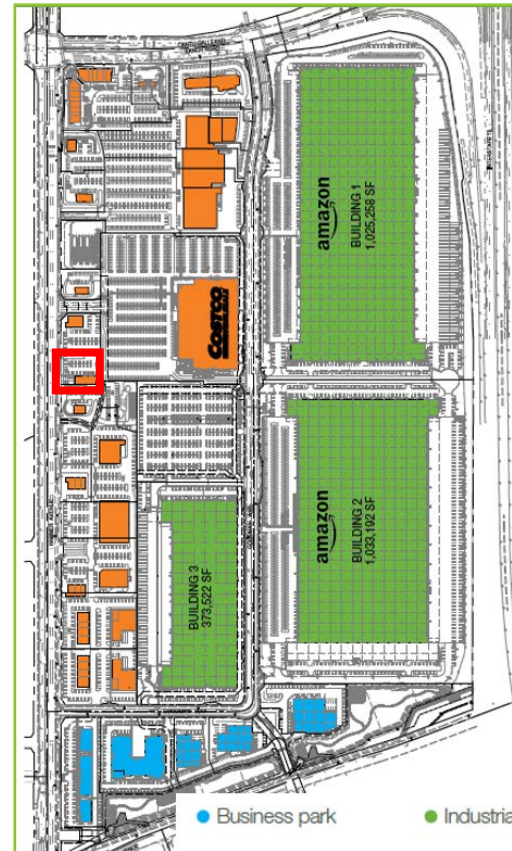 amazon
BUILDING 1
1,025,258 SF
COSTCO
amazon
BUILDING 2
1,033,192 SF
BUILDING 3
373,522 SF
Business park
Industria